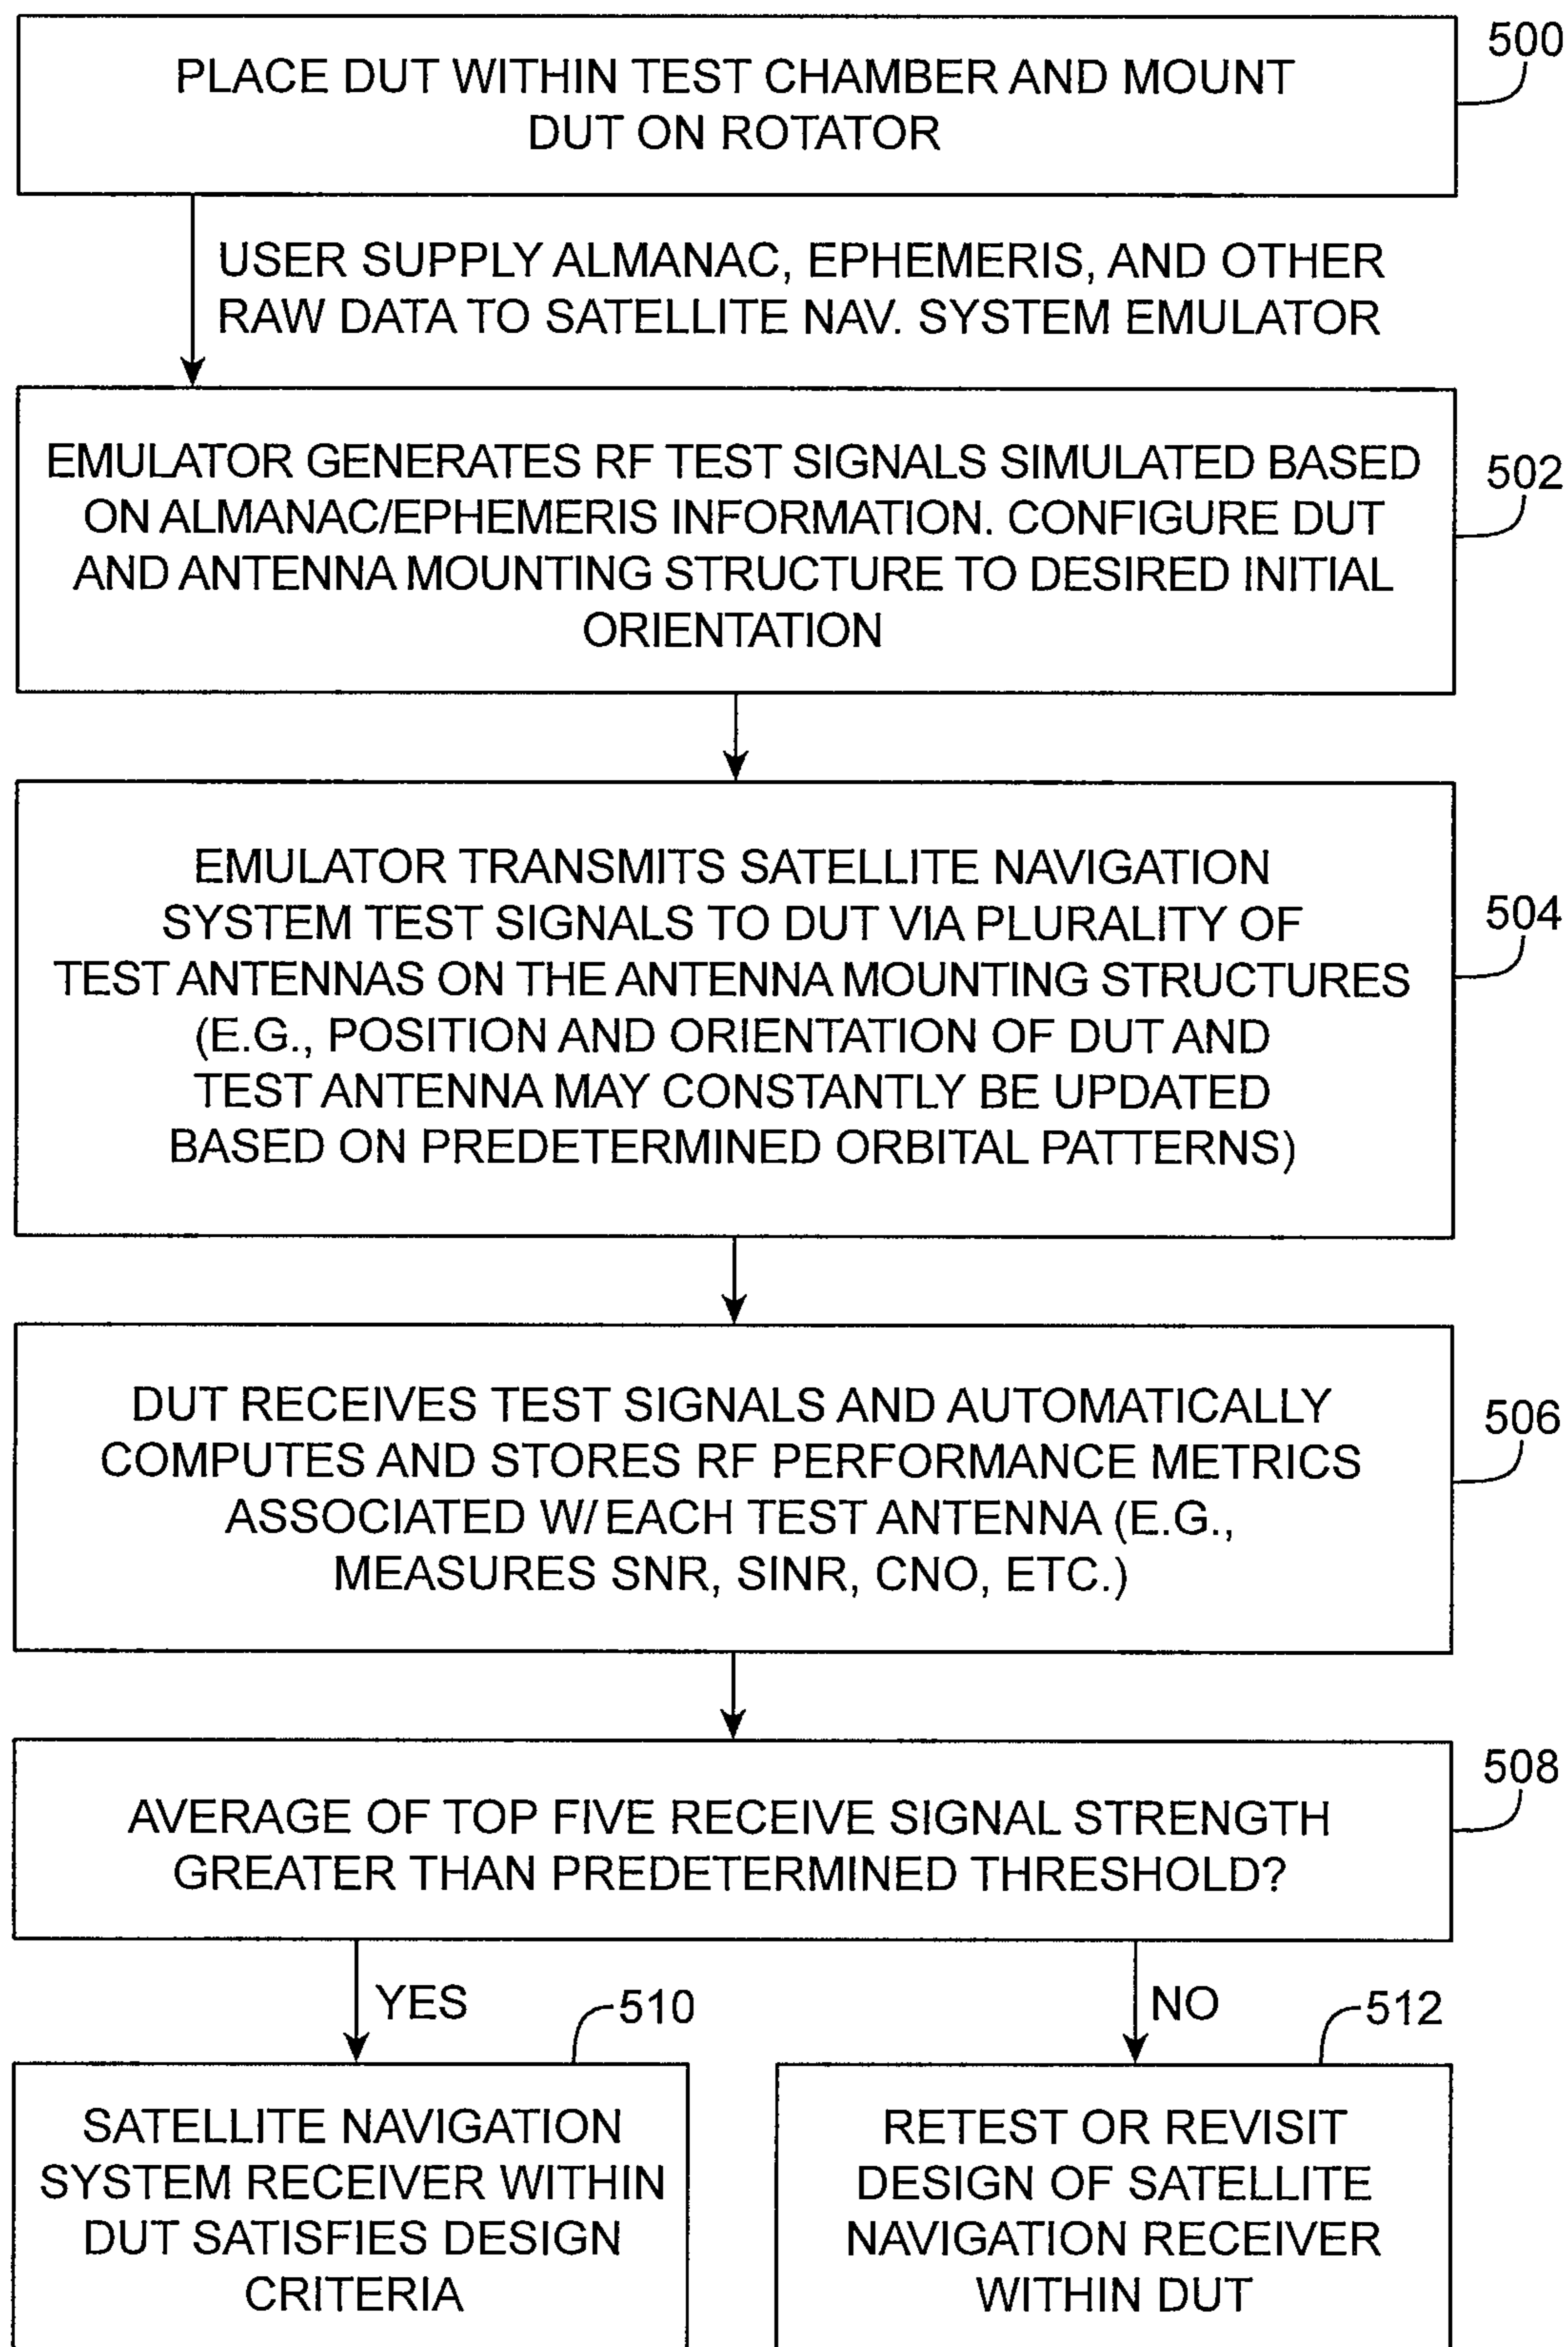 500
PLACE DUT WITHIN TEST CHAMBER AND MOUNT
DUT ON ROTATOR
USER SUPPLY ALMANAC, EPHEMERIS, AND OTHER
RAW DATA TO SATELLITE NAV. SYSTEM EMULATOR
EMULATOR GENERATES RF TEST SIGNALS SIMULATED BASED
ON ALMANAC/EPHEMERIS INFORMATION. CONFIGURE DUT
AND ANTENNA MOUNTING STRUCTURE TO DESIRED INITIAL
ORIENTATION
502
EMULATOR TRANSMITS SATELLITE NAVIGATION
SYSTEM TEST SIGNALS TO DUT VIA PLURALITY OF
TEST ANTENNAS ON THE ANTENNA MOUNTING STRUCTURES
(E.G., POSITION AND ORIENTATION OF DUT AND
TEST ANTENNA MAY CONSTANTLY BE UPDATED
BASED ON PREDETERMINED ORBITAL PATTERNS)
504
DUT RECEIVES TEST SIGNALS AND AUTOMATICALLY
COMPUTES AND STORES RF PERFORMANCE METRICS
ASSOCIATED W/ EACH TEST ANTENNA (E.G.,
MEASURES SNR, SINR, CNO, ETC.)
506
AVERAGE OF TOP FIVE RECEIVE SIGNAL STRENGTH
GREATER THAN PREDETERMINED THRESHOLD?
508
YES
510
NO
512
SATELLITE NAVIGATION
SYSTEM RECEIVER WITHIN
DUT SATISFIES DESIGN
CRITERIA
RETEST OR REVISIT
DESIGN OF SATELLITE
NAVIGATION RECEIVER
WITHIN DUT